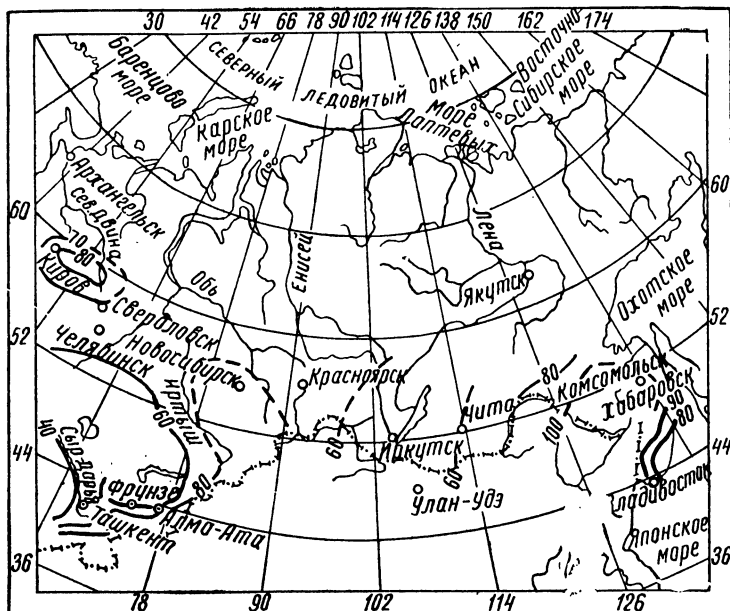 30 42 54 66 78 90 102 114 126 138 150 162 174
Баренцово
море
СЕВЕРНЫЙ
ЛЕДОВИТЫЙ
ОКЕАН
Карское
море
море
Лаптевых
Восточно-
Сибирское
море
Архангельск
Сев.Двина
60
60
70
80
Киров
Обь
Енисей
Лена
Якутск
Охотское
море
52
52
Свердловск
Челябинск
Новосибирск
Красноярск
Иртыш
Чита
80
Комсомольск
Хабаровск
100
90
80
60
40
Сыр-Дарья
44
44
60
Иркутск
60
80
Фрунзе
Алма-Ата
Ташкент
Улан-Удэ
ладивосток
Японское
море
36
36
78
90
102
114
126